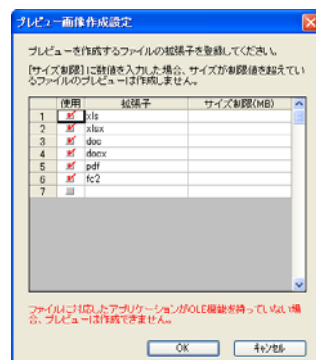 プレビュー画像作成設定
プレビューを作成するファイルの拡張子を登録してください。
[サイズ制限]に数値を入力した場合、サイズが制限値を超えてい
るファイルのプレビューは作成しません。
使用 拡張子 サイズ制限(MB)
1 xls
2 xlsx
3 doc
4 docx
5 pdf
6 fc2
7
ファイルに対応したアプリケーションがOLE機能を持っていない場
合、プレビューは作成できません。
OK キャンセル